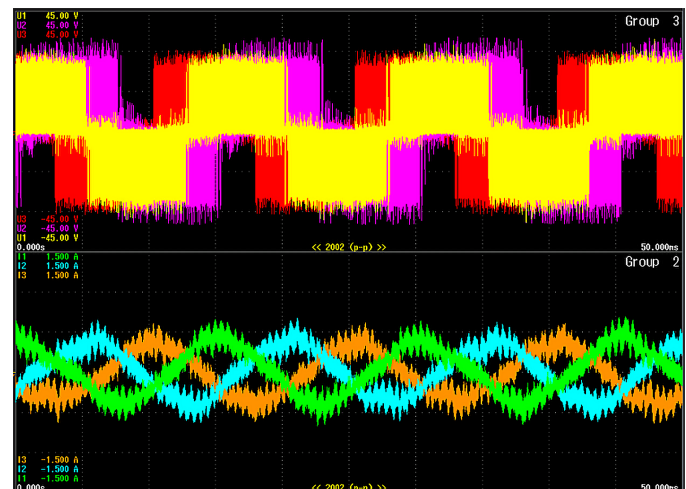 U1 45.00 V
Group 3
U2 45.00 V
U3 45.00 V
U3 -45.00 V
U2 -45.00 V
U1 -45.00 V
0.000s << 2002 (p-p) >> 50.000ms
I1 1.500 A
Group 2
I2 1.500 A
I3 1.500 A
I3 -1.500 A
I2 -1.500 A
I1 -1.500 A
0.000s << 2002 (p-p) >> 50.000ms